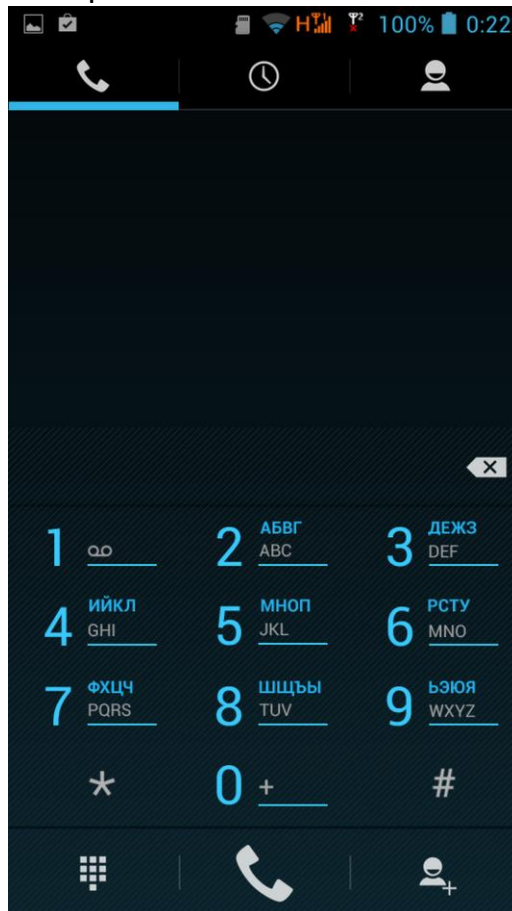 H 2 100% 0:22
1
2 АБВГ
ABC
3 ДЕЖЗ
DEF
4 ИЙКЛ
GHI
5 МНОП
JKL
6 РСТУ
MNO
7 ФХЦЧ
PQRS
8 ШЩЪЫ
TUV
9 ЬЭЮЯ
WXYZ
*
0 +
#